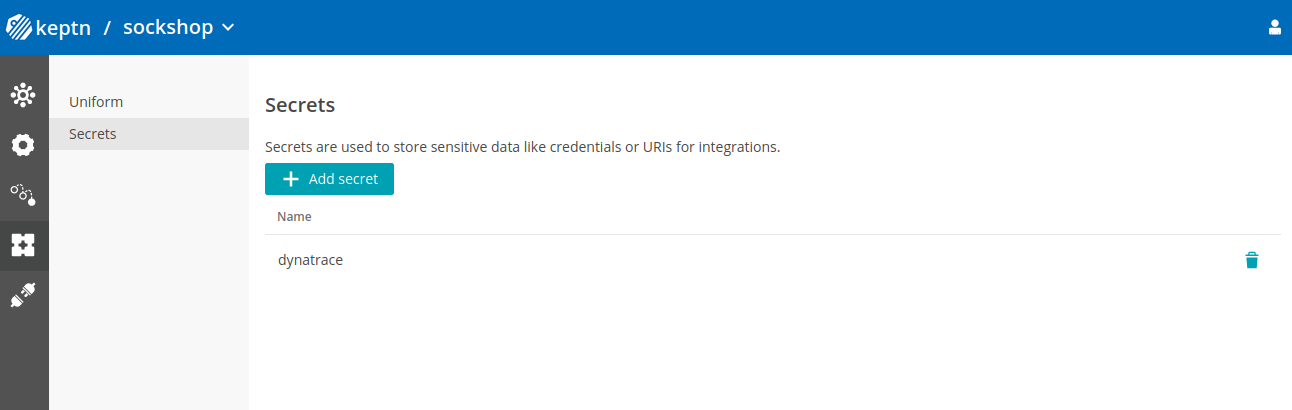 keptn / sockshop
Uniform
Secrets
Secrets
Secrets are used to store sensitive data like credentials or URIs for integrations.
Add secret
Name
dynatrace